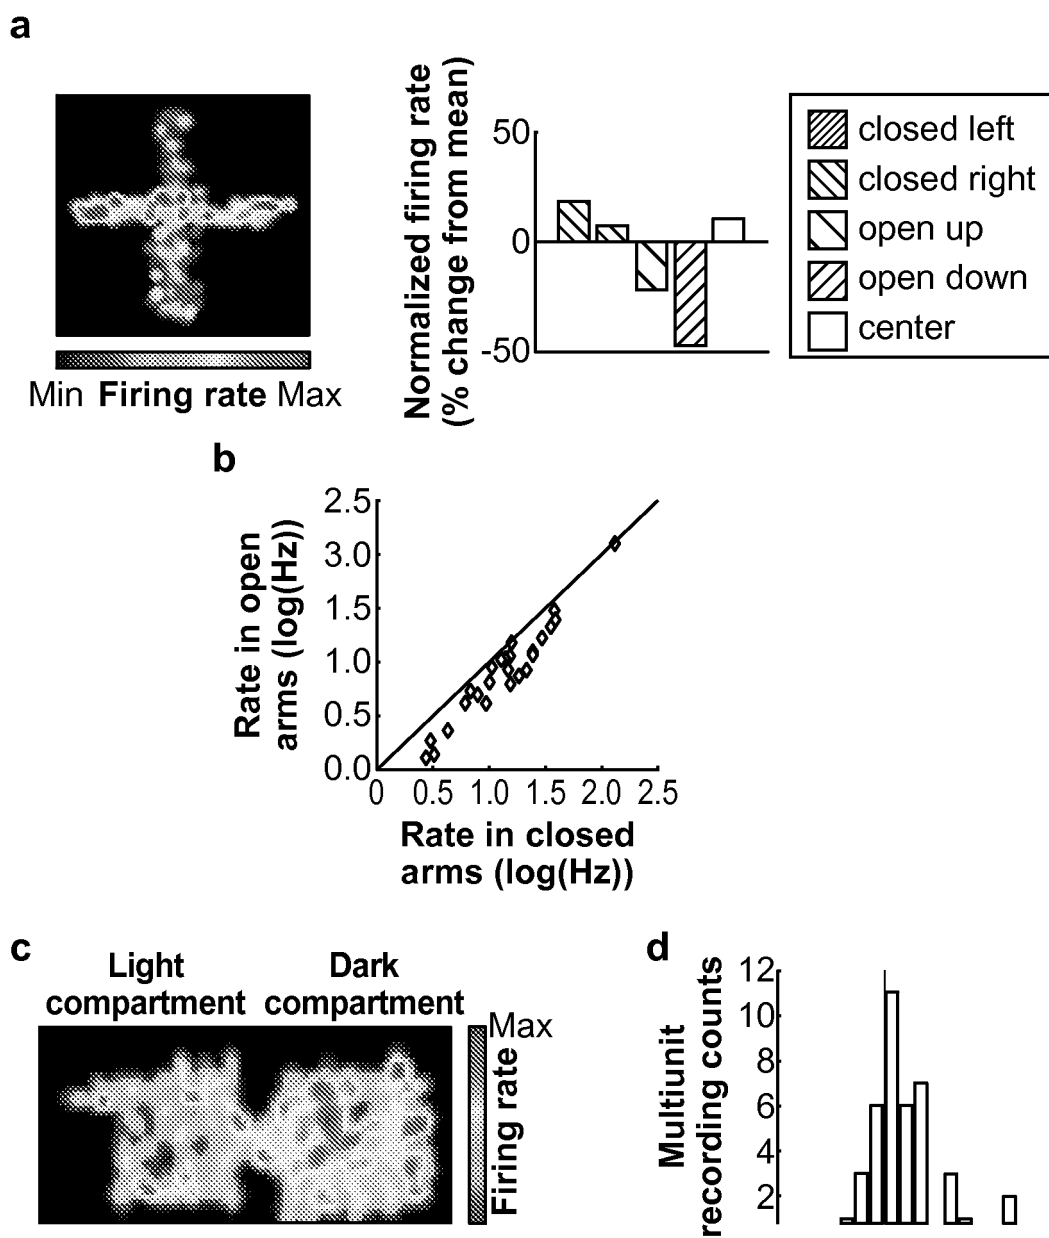 a
Normalized firing rate
(% change from mean)
50
0
-50
closed left
closed right
open up
open down
center
Min Firing rate Max
b
Rate in open
arms (log(Hz))
2.5
3.0
1.5
1.0
0.5
0.0
0 0.5 1.0 1.5 2.0 2.5
Rate in closed
arms (log(Hz))
c
Light
compartment
Dark
compartment
Max
Firing rate
d
Multiunit
recording counts
12
10
8
6
4
2